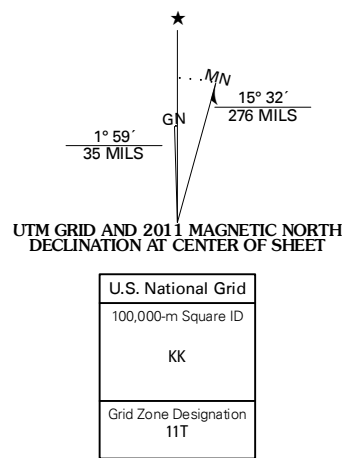 ★
MN
GN
15° 32´
276 MILS
1° 59´
35 MILS
UTM GRID AND 2011 MAGNETIC NORTH
DECLINATION AT CENTER OF SHEET
U.S. National Grid
100,000-m Square ID
KK
Grid Zone Designation
11T